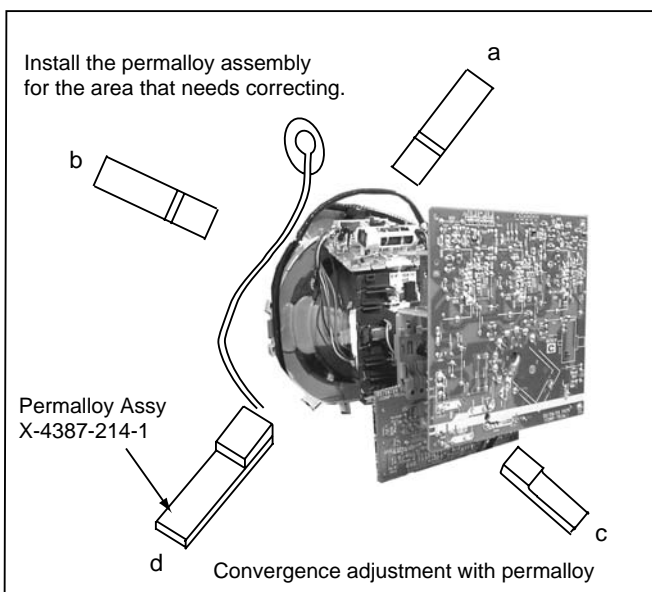 Install the permalloy assembly
for the area that needs correcting.
a
b
Permalloy Assy
X-4387-214-1
d
c
Convergence adjustment with permalloy